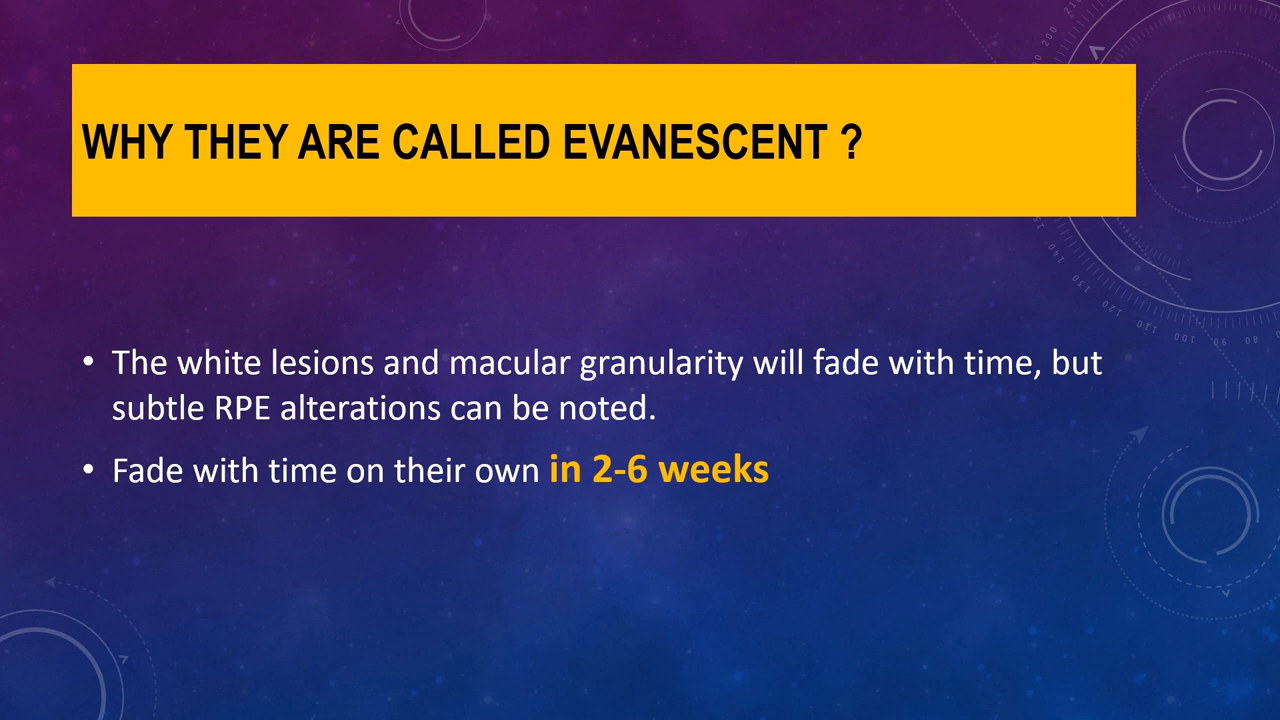 WHY THEY ARE CALLED EVANESCENT ?
• The white lesions and macular granularity will fade with time, but
subtle RPE alterations can be noted.
• Fade with time on their own in 2-6 weeks